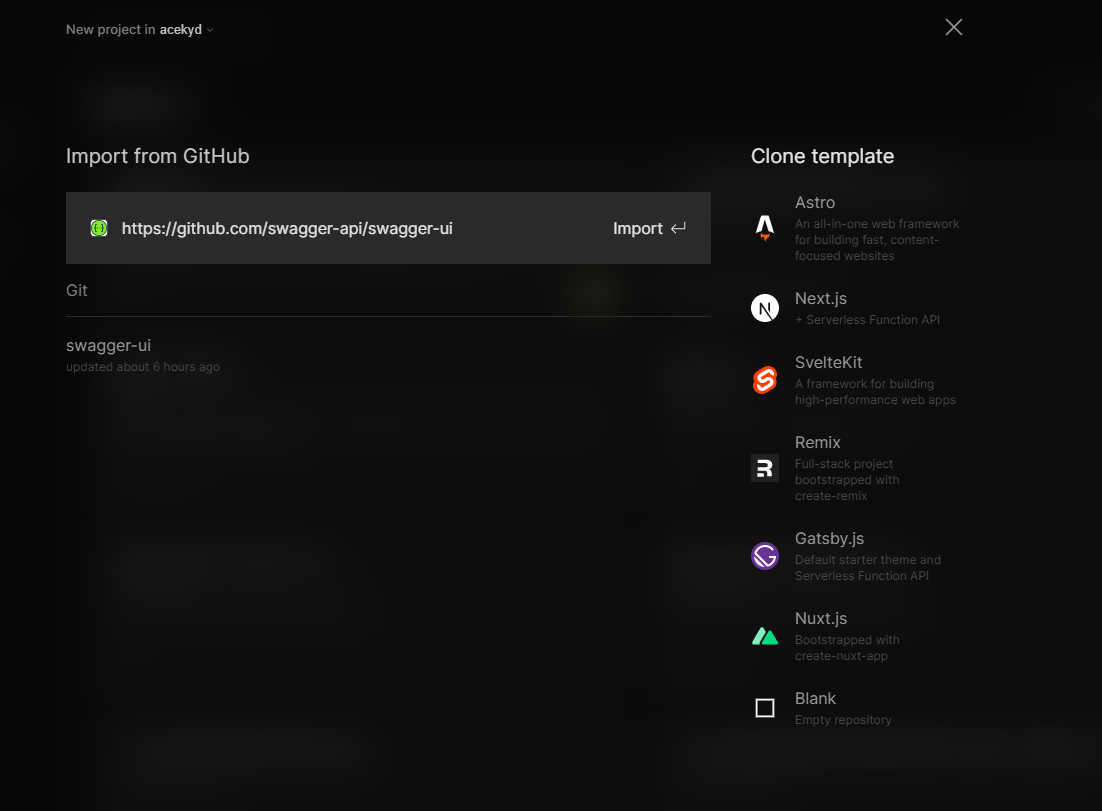 New project in acekyd
Import from GitHub
https://github.com/swagger-api/swagger-ui
Import
Git
swagger-ui
updated about 6 hours ago
Clone template
Astro
An all-in-one web framework
for building fast, content-
focused websites
Next.js
+ Serverless Function API
SvelteKit
A framework for building
high-performance web apps
Remix
Full-stack project
bootstrapped with
create-remix
Gatsby.js
Default starter theme and
Serverless Function API
Nuxt.js
Bootstrapped with
create-nuxt-app
Blank
Empty repository